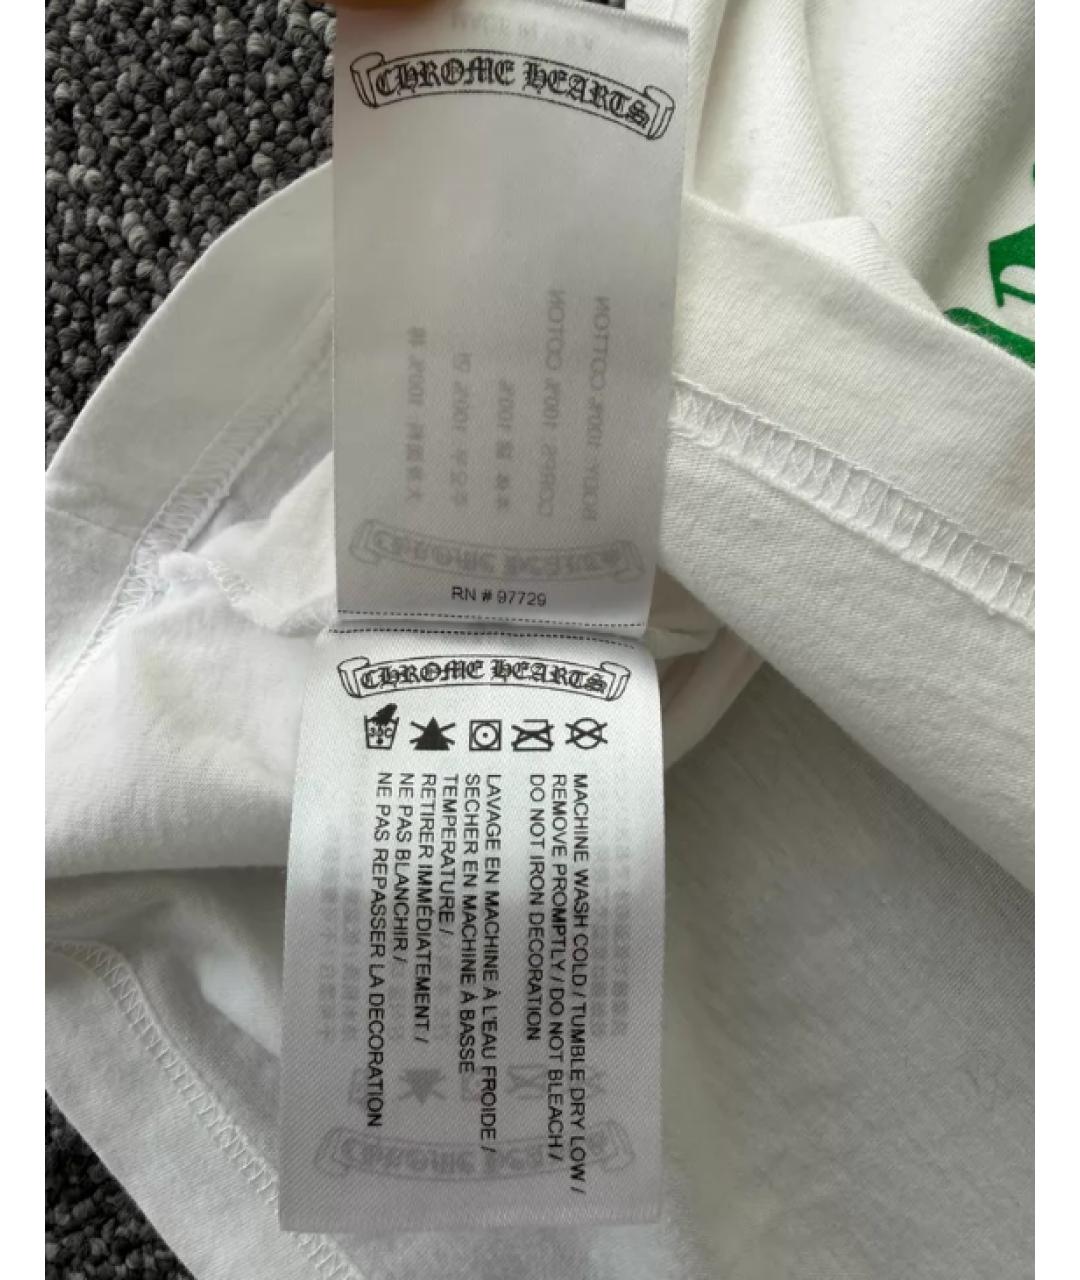 CHROME HEARTS
RN # 97729
CHROME HEARTS
30C
MACHINE WASH COLD / TUMBLE DRY LOW /
REMOVE PROMPTLY / DO NOT BLEACH /
DO NOT IRON DECORATION
LAVAGE EN MACHINE À L'EAU FROIDE /
SECHER EN MACHINE À BASSE
TEMPERATURE /
RETIRER IMMÉDIATEMENT /
NE PAS BLANCHIR /
NE PAS REPASSER LA DECORATION